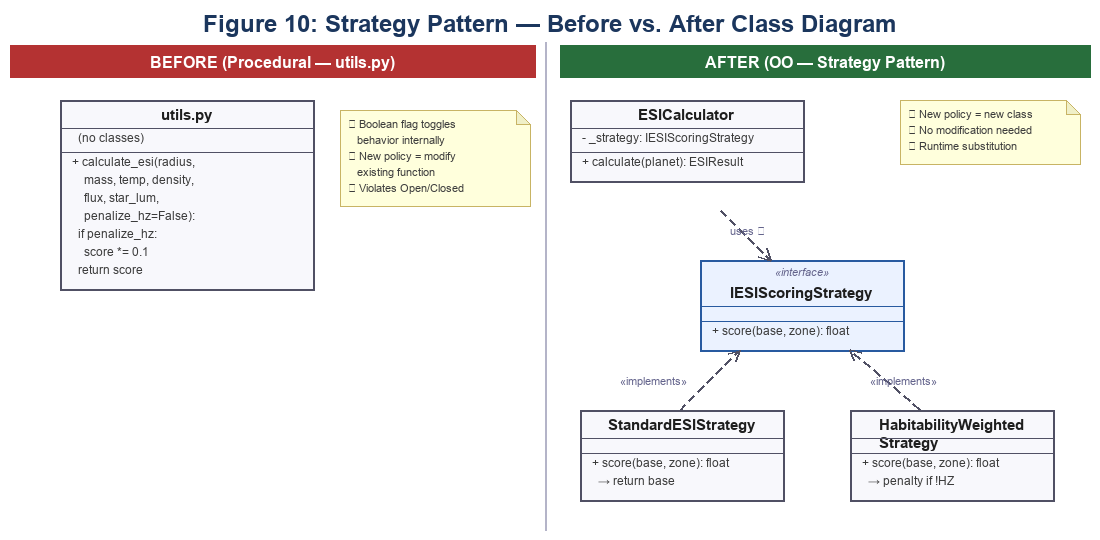 Figure 10: Strategy Pattern — Before vs. After Class Diagram
BEFORE (Procedural — utils.py)
utils.py
(no classes)
+ calculate_esi(radius,
mass, temp, density,
flux, star_lum,
penalize_hz=False):
if penalize_hz:
score *= 0.1
return score
Boolean flag toggles
behavior internally
New policy = modify
existing function
Violates Open/Closed
AFTER (OO — Strategy Pattern)
ESICalculator
- _strategy: IESIScoringStrategy
+ calculate(planet): ESIResult
New policy = new class
No modification needed
Runtime substitution
uses
«interface»
IESIScoringStrategy
+ score(base, zone): float
«implements»
«implements»
StandardESIStrategy
+ score(base, zone): float
→ return base
HabitabilityWeighted
Strategy
+ score(base, zone): float
→ penalty if !HZ